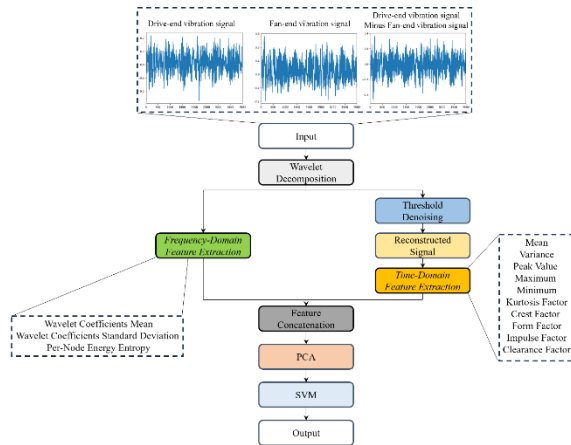 Drive-end vibration signal
Fan-end vibration signal
Drive-end vibration signal
Minus Fan-end vibration signal
Input
Wavelet
Decomposition
Threshold
Denoising
Frequency-Domain
Feature Extraction
Reconstructed
Signal
Time-Domain
Feature Extraction
Mean
Variance
Peak Value
Maximum
Minimum
Kurtosis Factor
Crest Factor
Form Factor
Impulse Factor
Clearance Factor
Wavelet Coefficients Mean
Wavelet Coefficients Standard Deviation
Per-Node Energy Entropy
Feature
Concatenation
PCA
SVM
Output